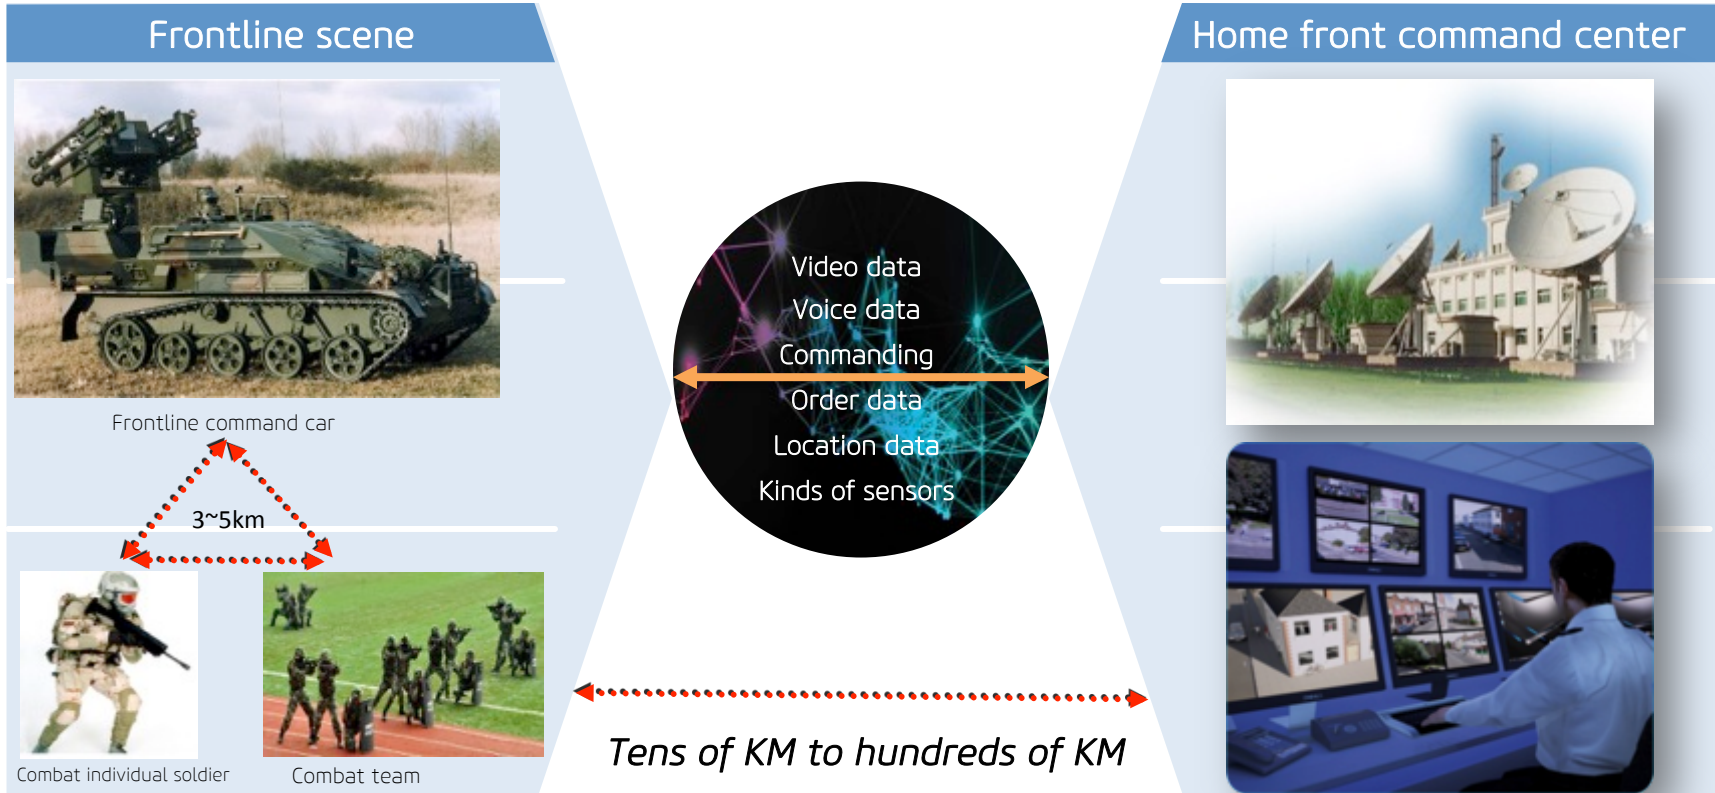 Frontline scene
Home front command center
Frontline command car
3~5km
Combat individual soldier
Combat team
Video data
Voice data
Commanding
Order data
Location data
Kinds of sensors
Tens of KM to hundreds of KM